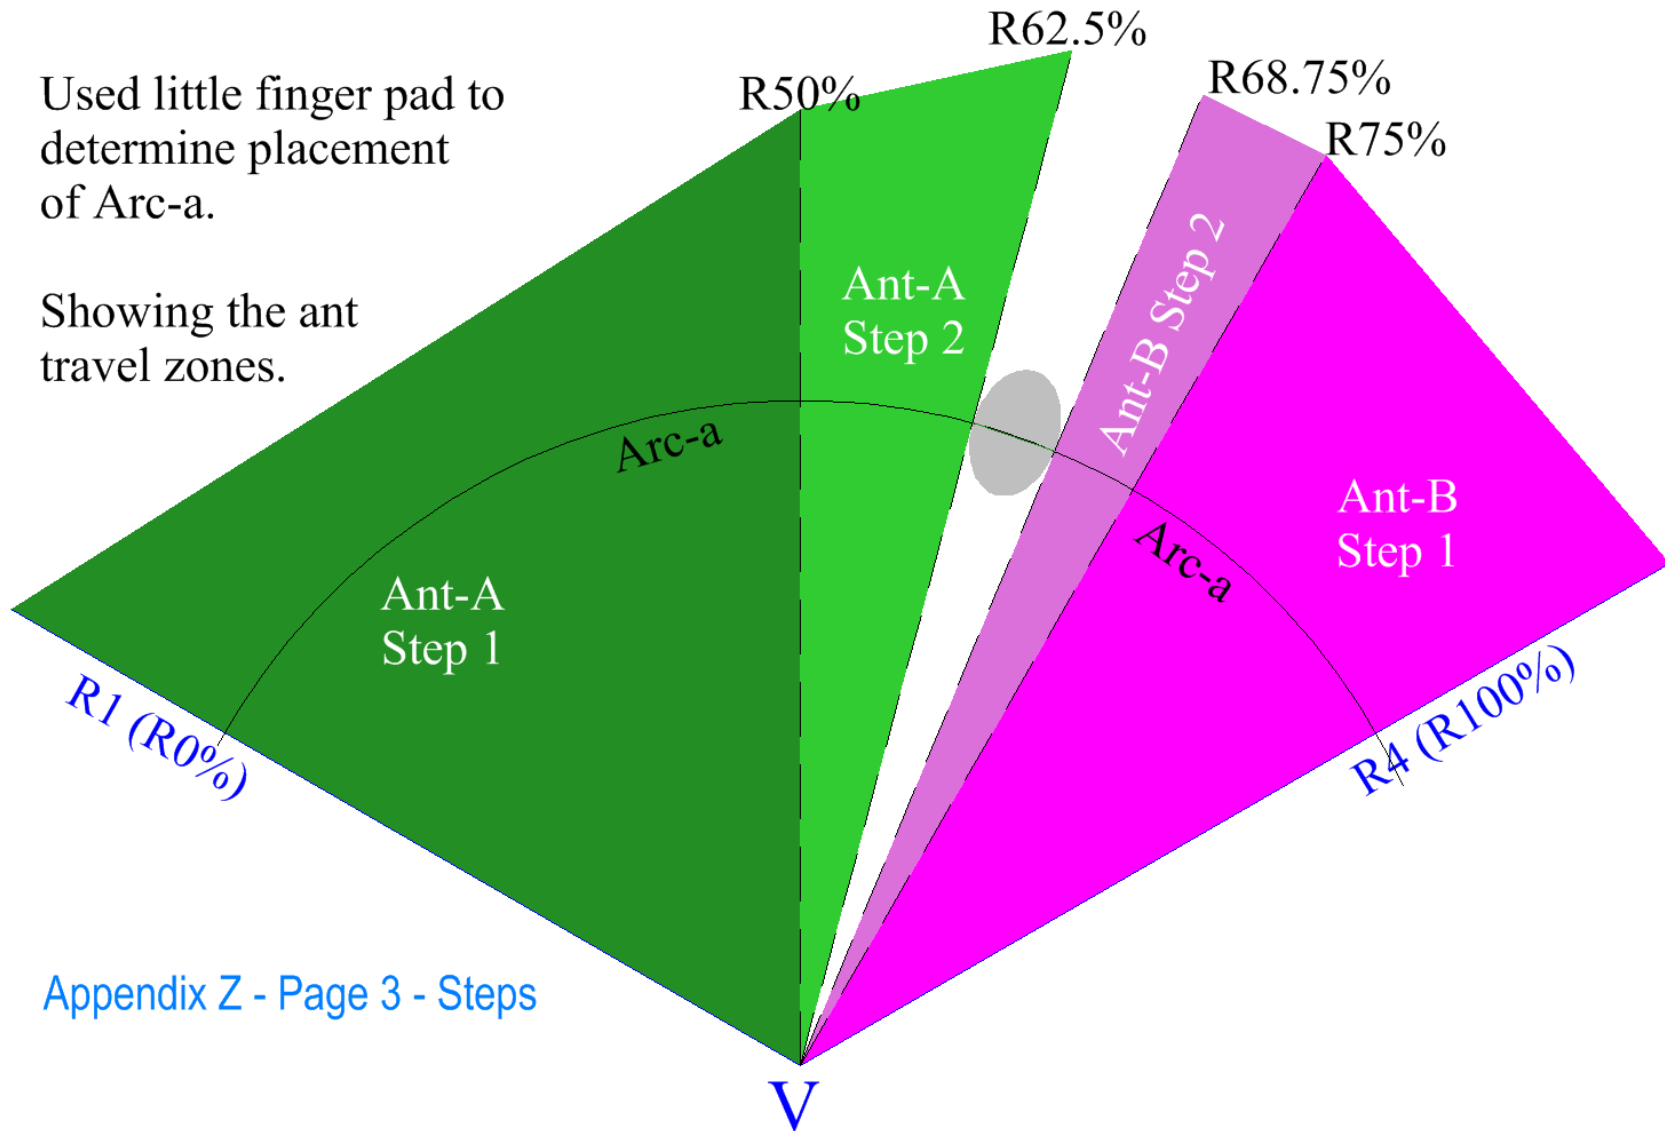 R62.5%
R68.75%
R50%
R75%
Used little finger pad to
determine placement
of Arc-a.
Showing the ant
travel zones.
Ant-A
Step 2
Ant-B Step 2
Arc-a
Ant-B
Step 1
Arc-a
Ant-A
Step 1
R1 (R0%)
R4 (R100%)
Appendix Z - Page 3 - Steps
V